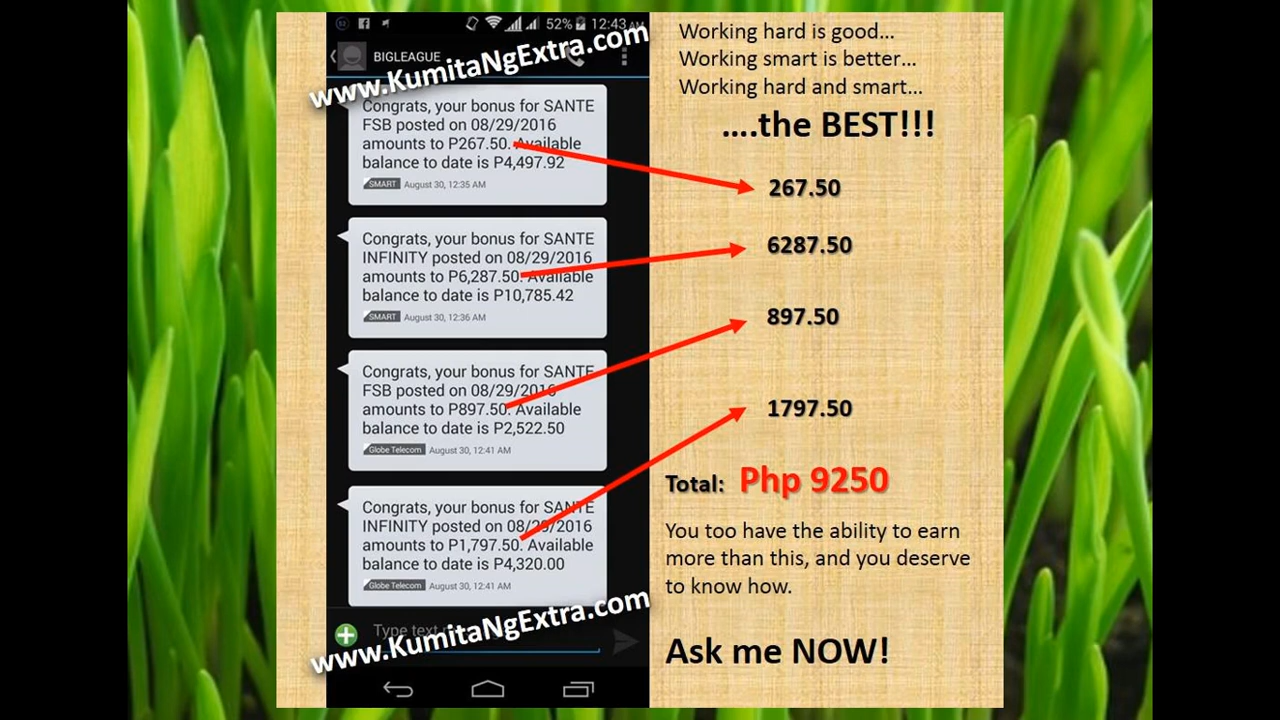 52% 12:43 AM
BIGLEAGUE
www.KumitaNgExtra.com
Congrats, your bonus for SANTE
FSB posted on 08/29/2016
amounts to P267.50. Available
balance to date is P4,497.92
SMART August 30, 12:35 AM
Congrats, your bonus for SANTE
INFINITY posted on 08/29/2016
amounts to P6,287.50. Available
balance to date is P10,785.42
SMART August 30, 12:36 AM
Congrats, your bonus for SANTE
FSB posted on 08/29/2016
amounts to P897.50. Available
balance to date is P2,522.50
Globe Telecom August 30, 12:41 AM
Congrats, your bonus for SANTE
INFINITY posted on 08/29/2016
amounts to P1,797.50. Available
balance to date is P4,320.00
Globe Telecom August 30, 12:41 AM
Type text
www.KumitaNgExtra.com
Working hard is good...
Working smart is better...
Working hard and smart...
....the BEST!!!
267.50
6287.50
897.50
1797.50
Total: Php 9250
You too have the ability to earn
more than this, and you deserve
to know how.
Ask me NOW!